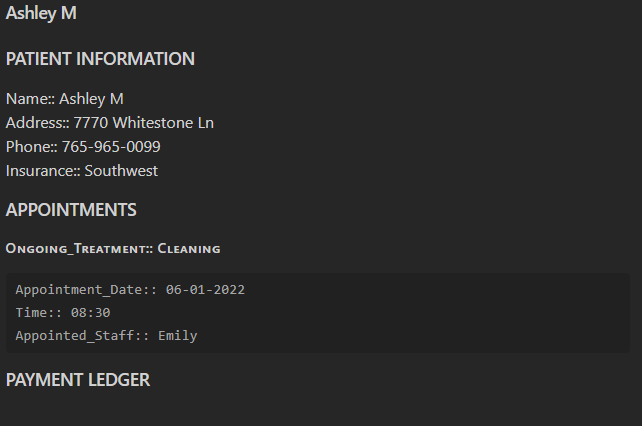 Ashley M
PATIENT INFORMATION
Name:: Ashley M
Address:: 7770 Whitestone Ln
Phone:: 765-965-0099
Insurance:: Southwest
APPOINTMENTS
Ongoing_Treatment:: Cleaning
Appointment_Date:: 06-01-2022
Time:: 08:30
Appointed_Staff:: Emily
PAYMENT LEDGER